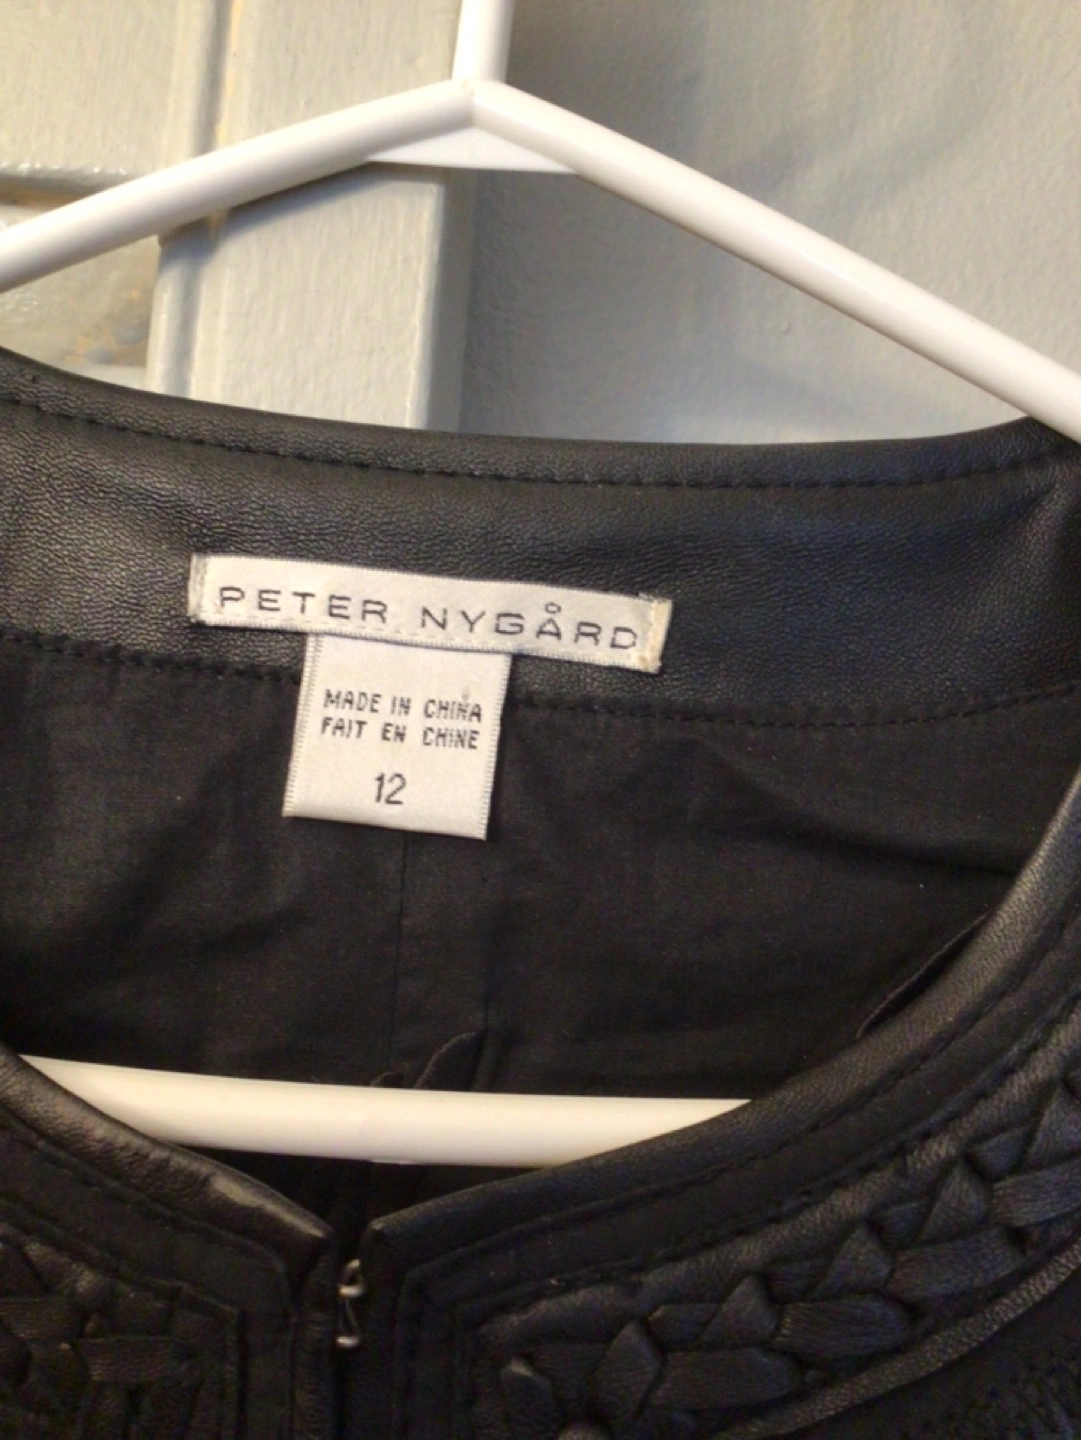 PETER NYGÅRD
MADE IN CHINA
FAIT EN CHINE
12